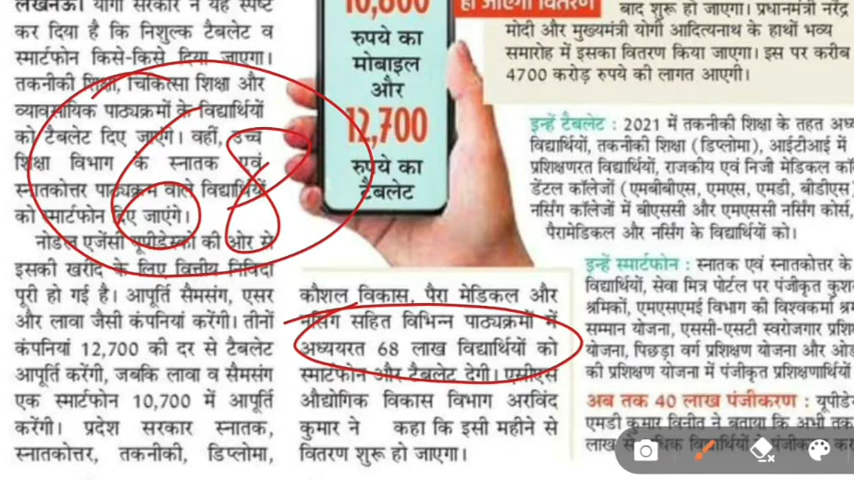 लखनऊ। योगी सरकार ने यह स्पष्ट
कर दिया है कि निशुल्क टैबलेट व
स्मार्टफोन किसे-किसे दिया जाएगा।
तकनीकी शिक्षा, चिकित्सा शिक्षा और
व्यावसायिक पाठ्यक्रमों के विद्यार्थियों
को टैबलेट दिए जाएंगे। वहीं, उच्च
शिक्षा विभाग के स्नातक एवं
स्नातकोत्तर पाठ्यक्रम वाले विद्यार्थियों
को स्मार्टफोन दिए जाएंगे।
नोडल एजेंसी यूपीडेस्को की ओर से
इसकी खरीद के लिए वित्तीय निविदा
पूरी हो गई है। आपूर्ति सैमसंग, एसर
और लावा जैसी कंपनियां करेंगी। तीनों
कंपनियां 12,700 की दर से टैबलेट
आपूर्ति करेंगी, जबकि लावा व सैमसंग
एक स्मार्टफोन 10,700 में आपूर्ति
करेंगी। प्रदेश सरकार स्नातक,
स्नातकोत्तर, तकनीकी, डिप्लोमा,
68
रुपये का
मोबाइल
और
12,700
रुपये का
टैबलेट
कौशल विकास, पैरा मेडिकल और
नर्सिंग सहित विभिन्न पाठ्यक्रमों में
अध्ययरत 68 लाख विद्यार्थियों को
स्मार्टफोन और टैबलेट देगी। एसीएस
औद्योगिक विकास विभाग अरविंद
कुमार ने कहा कि इसी महीने से
वितरण शुरू हो जाएगा।
हो जाएगा वितरण
बाद शुरू हो जाएगा। प्रधानमंत्री नरेंद्र
मोदी और मुख्यमंत्री योगी आदित्यनाथ के हाथों भव्य
समारोह में इसका वितरण किया जाएगा। इस पर करीब
4700 करोड़ रुपये की लागत आएगी।
इन्हें टैबलेट : 2021 में तकनीकी शिक्षा के तहत
विद्यार्थियों, तकनीकी शिक्षा (डिप्लोमा), आईटीआई में
प्रशिक्षणरत विद्यार्थियों, राजकीय एवं निजी मेडिकल
डेंटल कॉलेजों (एमबीबीएस, एमएस, एमडी, बीडीएस)
नर्सिंग कॉलेजों में बीएससी और एमएससी नर्सिंग कोर्स,
पैरामेडिकल और नर्सिंग के विद्यार्थियों को।
इन्हें स्मार्टफोन : स्नातक एवं स्नातकोत्तर के
विद्यार्थियों, सेवा मित्र पोर्टल पर पंजीकृत
श्रमिकों, एमएसएमई विभाग की विश्वकर्मा
सम्मान योजना, एससी-एसटी स्वरोजगार
योजना, पिछड़ा वर्ग प्रशिक्षण योजना और
की प्रशिक्षण योजना में पंजीकृत प्रशिक्षणार्थियों
अब तक 40 लाख पंजीकरण :
एमडी कुमार विनीत ने बताया कि अभी
लाख से